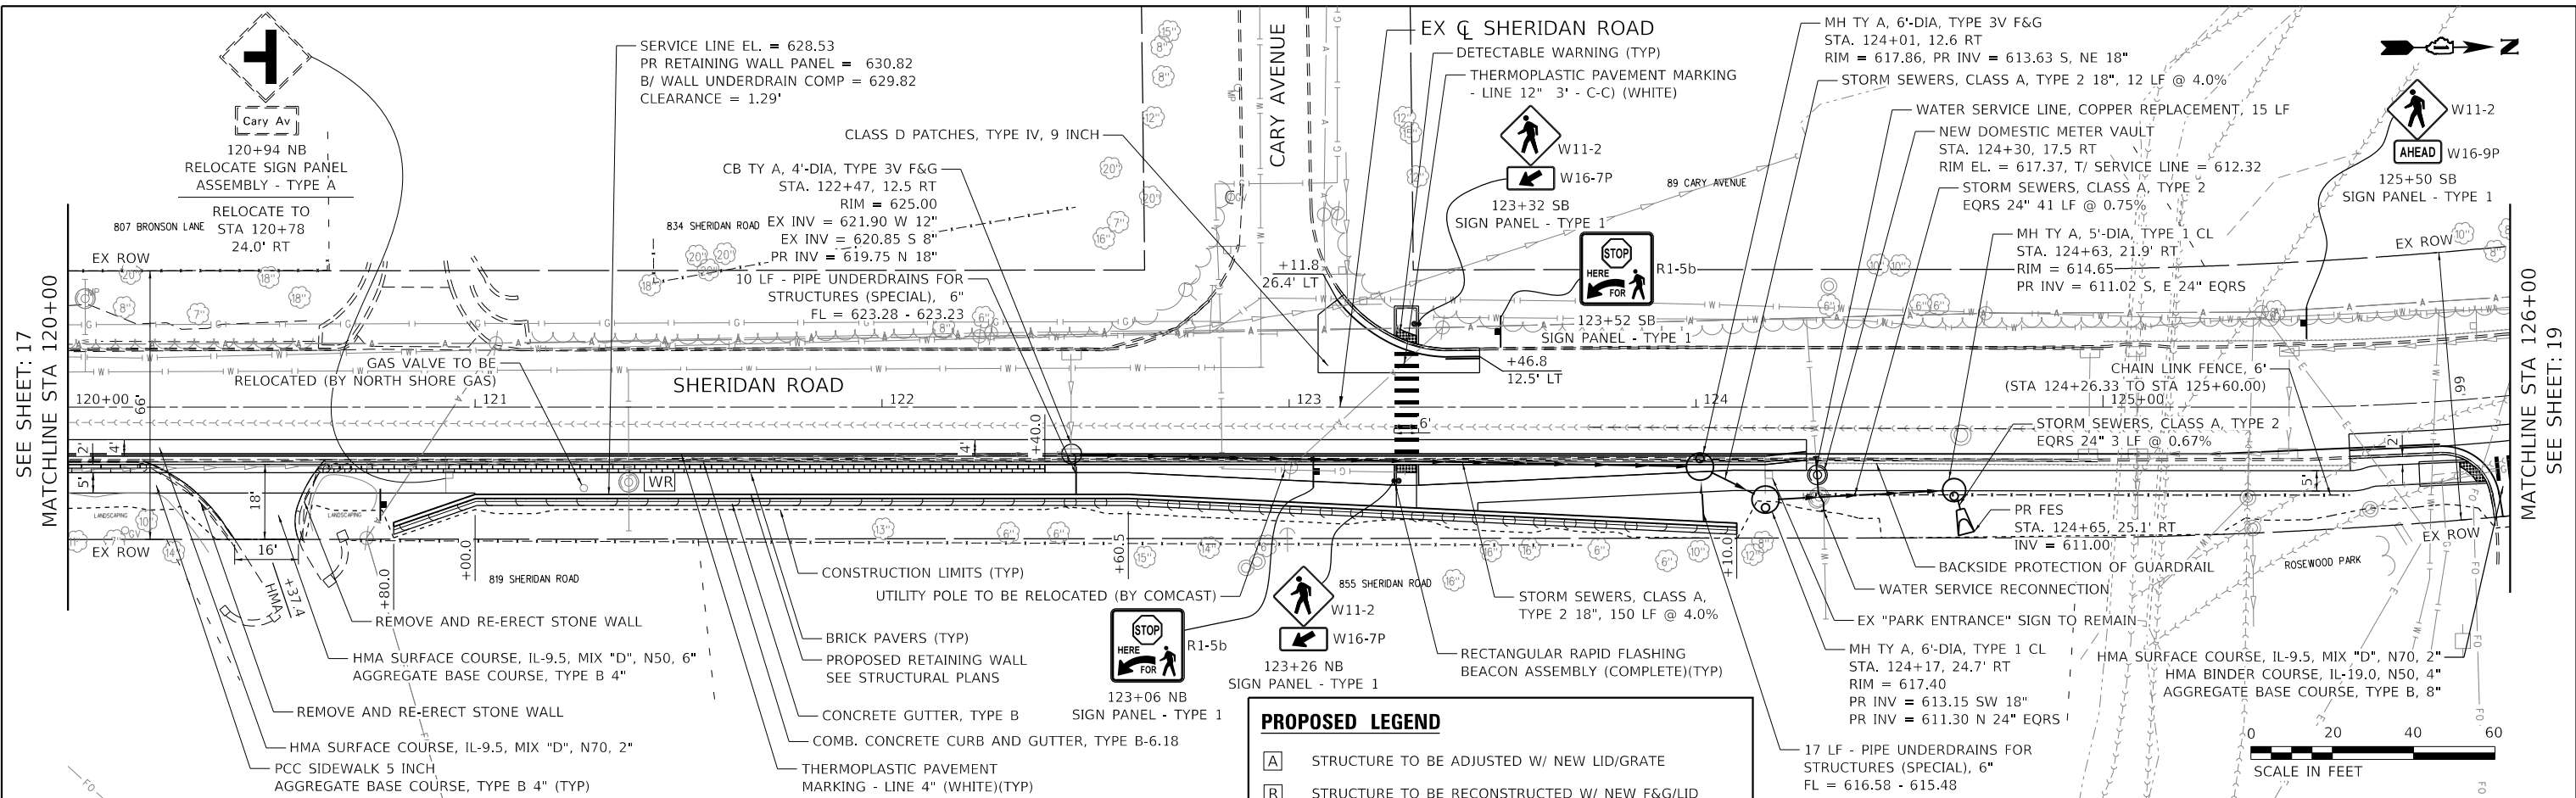 SEE SHEET: 17
MATCHLINE STA 120+00
Cary Av
120+94 NB
RELOCATE SIGN PANEL
ASSEMBLY - TYPE A
RELOCATE TO
STA 120+78
24.0' RT
807 BRONSON LANE
EX ROW
SERVICE LINE EL. = 628.53
PR RETAINING WALL PANEL = 630.82
B/ WALL UNDERDRAIN COMP = 629.82
CLEARANCE = 1.29'
CLASS D PATCHES, TYPE IV, 9 INCH
CB TY A, 4'-DIA, TYPE 3V F&G
STA. 122+47, 12.5 RT
RIM = 625.00
EX INV = 621.90 W 12"
EX INV = 620.85 S 8"
PR INV = 619.75 N 18"
834 SHERIDAN ROAD
10 LF - PIPE UNDERDRAINS FOR
STRUCTURES (SPECIAL), 6"
FL = 623.28 - 623.23
GAS VALVE TO BE
RELOCATED (BY NORTH SHORE GAS)
CARY AVENUE
EX ℄ SHERIDAN ROAD
DETECTABLE WARNING (TYP)
THERMOPLASTIC PAVEMENT MARKING
- LINE 12" 3' - C-C) (WHITE)
W11-2
W16-7P
123+32 SB
SIGN PANEL - TYPE 1
89 CARY AVENUE
STOP
HERE
FOR
R1-5b
123+52 SB
SIGN PANEL - TYPE 1
+11.8
26.4' LT
+46.8
12.5' LT
MH TY A, 6'-DIA, TYPE 3V F&G
STA. 124+01, 12.6 RT
RIM = 617.86, PR INV = 613.63 S, NE 18"
STORM SEWERS, CLASS A, TYPE 2 18", 12 LF @ 4.0%
WATER SERVICE LINE, COPPER REPLACEMENT, 15 LF
NEW DOMESTIC METER VAULT
STA. 124+30, 17.5 RT
RIM EL. = 617.37, T/ SERVICE LINE = 612.32
STORM SEWERS, CLASS A, TYPE 2
EQRS 24" 41 LF @ 0.75%
MH TY A, 5'-DIA, TYPE 1 CL
STA. 124+63, 21.9' RT
RIM = 614.65
PR INV = 611.02 S, E 24" EQRS
N
W11-2
AHEAD
W16-9P
125+50 SB
SIGN PANEL - TYPE 1
EX ROW
MATCHLINE STA 126+00
SEE SHEET: 19
SHERIDAN ROAD
120+00
121
122
123
124
125+00
66'
66
CHAIN LINK FENCE, 6'
(STA 124+26.33 TO STA 125+60.00)
STORM SEWERS, CLASS A, TYPE 2
EQRS 24" 3 LF @ 0.67%
2'
4'
5'
18'
16'
4'
+40.0
6'
2'
5'
WR
LANDSCAPING
LANDSCAPING
EX ROW
HMA
+37.4
+80.0
+00.0
+60.5
+10.0
819 SHERIDAN ROAD
855 SHERIDAN ROAD
ROSEWOOD PARK
EX ROW
REMOVE AND RE-ERECT STONE WALL
HMA SURFACE COURSE, IL-9.5, MIX "D", N50, 6"
AGGREGATE BASE COURSE, TYPE B 4"
REMOVE AND RE-ERECT STONE WALL
HMA SURFACE COURSE, IL-9.5, MIX "D", N70, 2"
PCC SIDEWALK 5 INCH
AGGREGATE BASE COURSE, TYPE B 4" (TYP)
CONSTRUCTION LIMITS (TYP)
UTILITY POLE TO BE RELOCATED (BY COMCAST)
BRICK PAVERS (TYP)
PROPOSED RETAINING WALL
SEE STRUCTURAL PLANS
CONCRETE GUTTER, TYPE B
COMB. CONCRETE CURB AND GUTTER, TYPE B-6.18
THERMOPLASTIC PAVEMENT
MARKING - LINE 4" (WHITE)(TYP)
STOP
HERE
FOR
R1-5b
123+06 NB
SIGN PANEL - TYPE 1
W11-2
W16-7P
123+26 NB
SIGN PANEL - TYPE 1
STORM SEWERS, CLASS A,
TYPE 2 18", 150 LF @ 4.0%
RECTANGULAR RAPID FLASHING
BEACON ASSEMBLY (COMPLETE)(TYP)
PR FES
STA. 124+65, 25.1' RT
INV = 611.00
BACKSIDE PROTECTION OF GUARDRAIL
WATER SERVICE RECONNECTION
EX "PARK ENTRANCE" SIGN TO REMAIN
MH TY A, 6'-DIA, TYPE 1 CL
STA. 124+17, 24.7' RT
RIM = 617.40
PR INV = 613.15 SW 18"
PR INV = 611.30 N 24" EQRS
17 LF - PIPE UNDERDRAINS FOR
STRUCTURES (SPECIAL), 6"
FL = 616.58 - 615.48
HMA SURFACE COURSE, IL-9.5, MIX "D", N70, 2"
HMA BINDER COURSE, IL-19.0, N50, 4"
AGGREGATE BASE COURSE, TYPE B, 8"
0 20 40 60
SCALE IN FEET
PROPOSED LEGEND
A STRUCTURE TO BE ADJUSTED W/ NEW LID/GRATE
R STRUCTURE TO BE RECONSTRUCTED W/ NEW F&G/LID